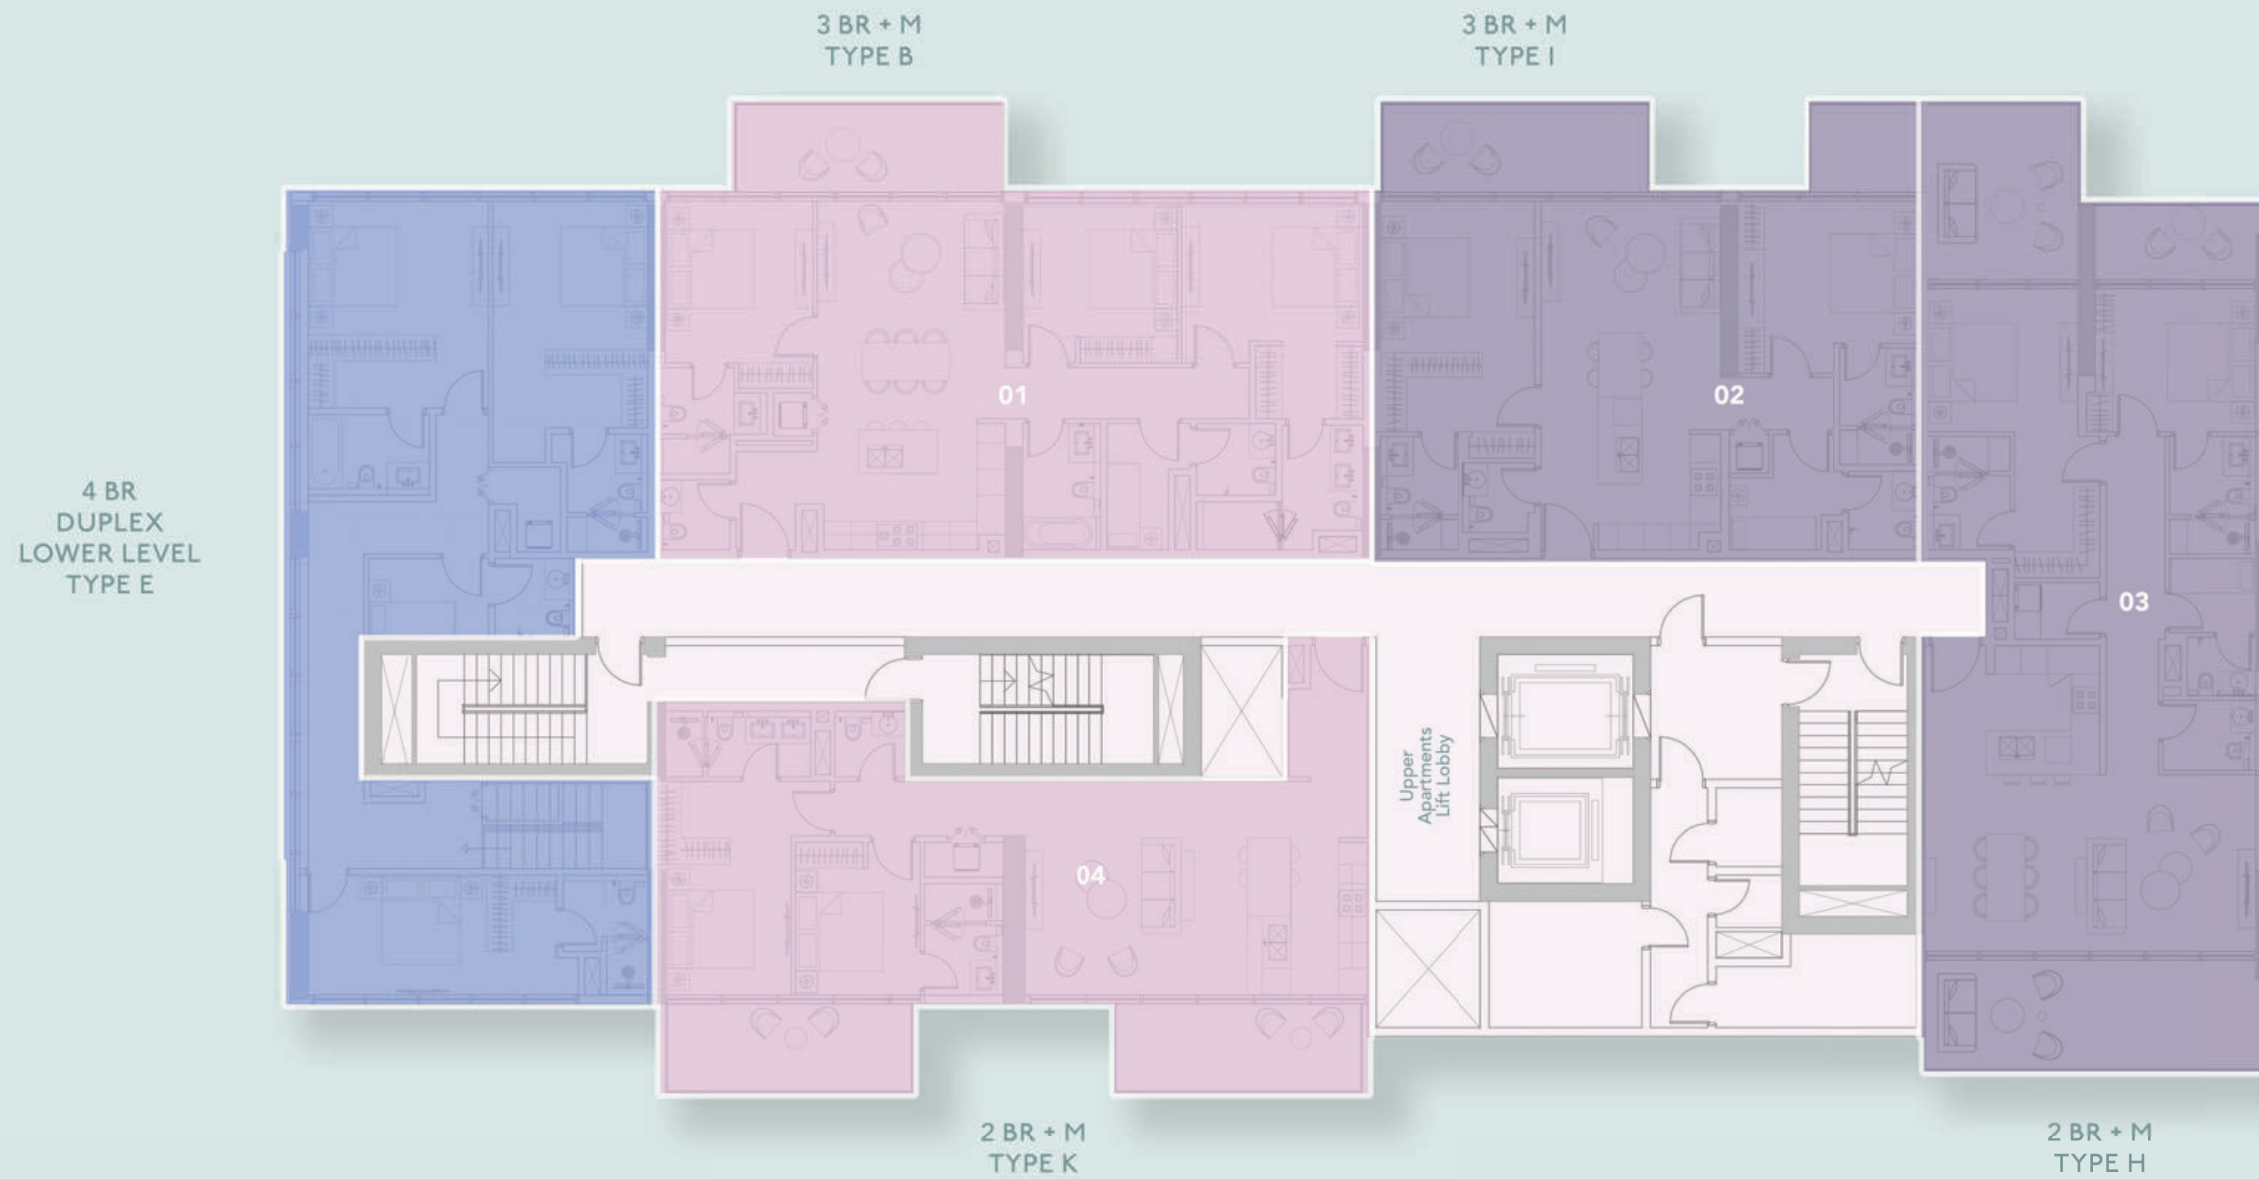 3 BR + M
TYPE B
3 BR + M
TYPE I
01
02
4 BR
DUPLEX
LOWER LEVEL
TYPE E
03
Upper
Apartments
Lift Lobby
04
2 BR + M
TYPE K
2 BR + M
TYPE H